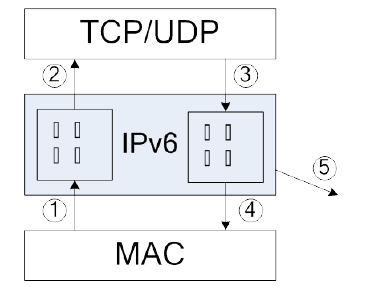 TCP/UDP
② ③
IPv6
⑤
① ④
MAC